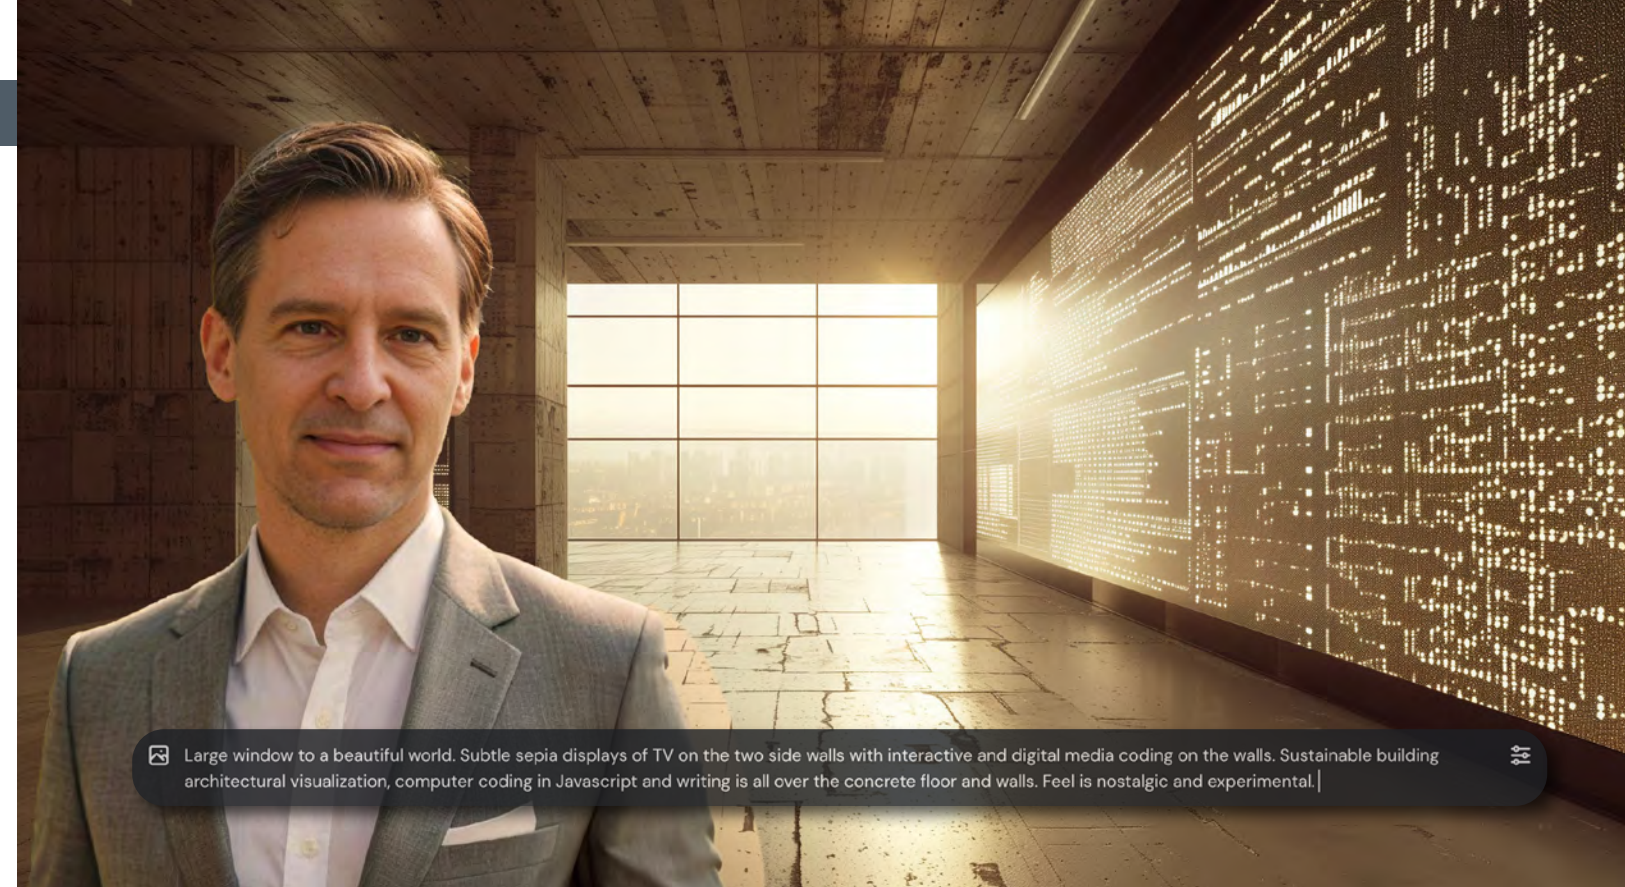 Large window to a beautiful world. Subtle sepia displays of TV on the two side walls with interactive and digital media coding on the walls. Sustainable building
architectural visualization, computer coding in Javascript and writing is all over the concrete floor and walls. Feel is nostalgic and experimental.